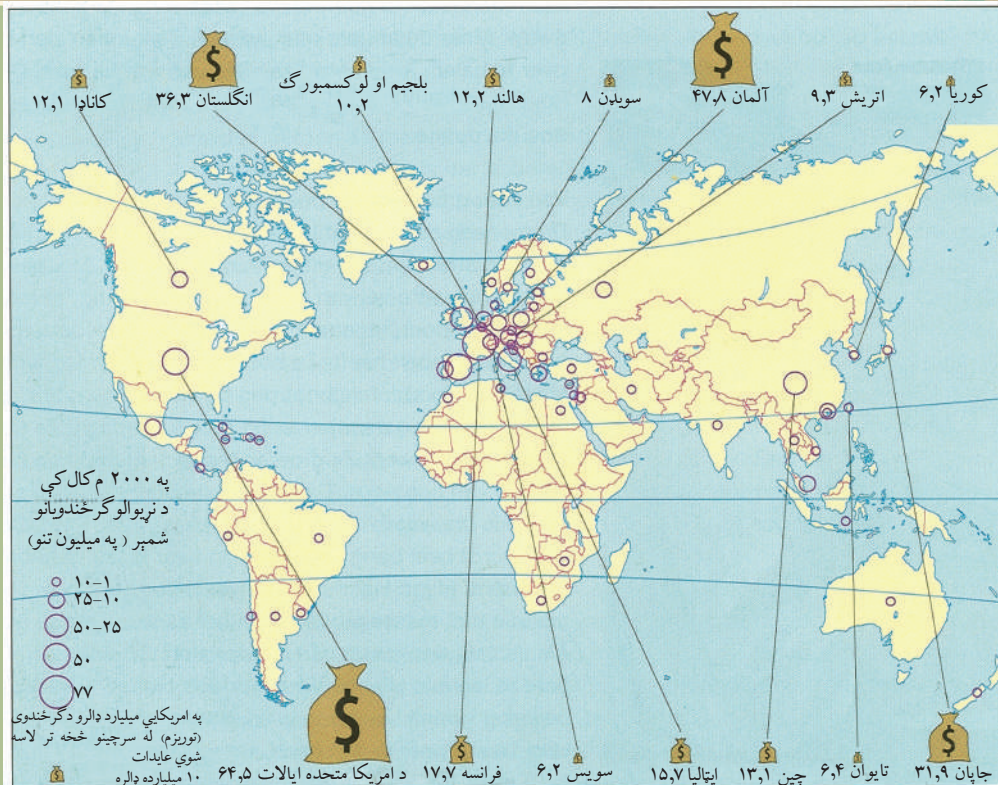 کوریا ۶,۲
اتریش ۹,۳
آلمان ۴۷,۸
سویډن ۸
هالند ۱۲,۲
بلجیم او لوکسمبورگ
۱۰,۲
انگلستان ۳۶,۳
کاناډا ۱۲,۱
په ۲۰۰۰ م کال کې
د نړیوالو گرځندویانو
شمېر ( په میلیون تنو)
۱۰-۱
۲۵-۱۰
۵۰-۲۵
۵۰
۷۷
په امریکایي میلیارد ډالرو د گرځندوی
(توریزم) له سرچینو څخه تر لاسه
شوي عایدات
۱۰ میلیارده ډالره
جاپان ۳۱,۹
تایوان ۶,۴
چین ۱۳,۱
ایټالیا ۱۵,۷
سویس ۶,۲
فرانسه ۱۷,۷
د امریکا متحده ایالات ۶۴,۵